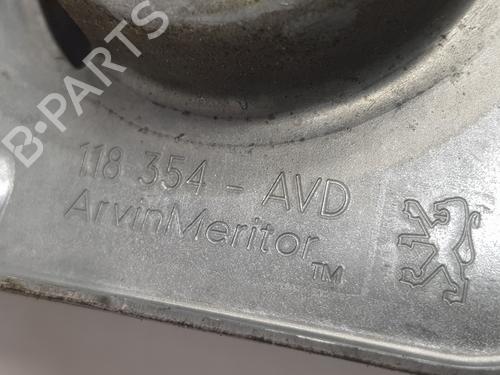 B-PARTS
118 354 - AVD
ArvinMeritor
TM